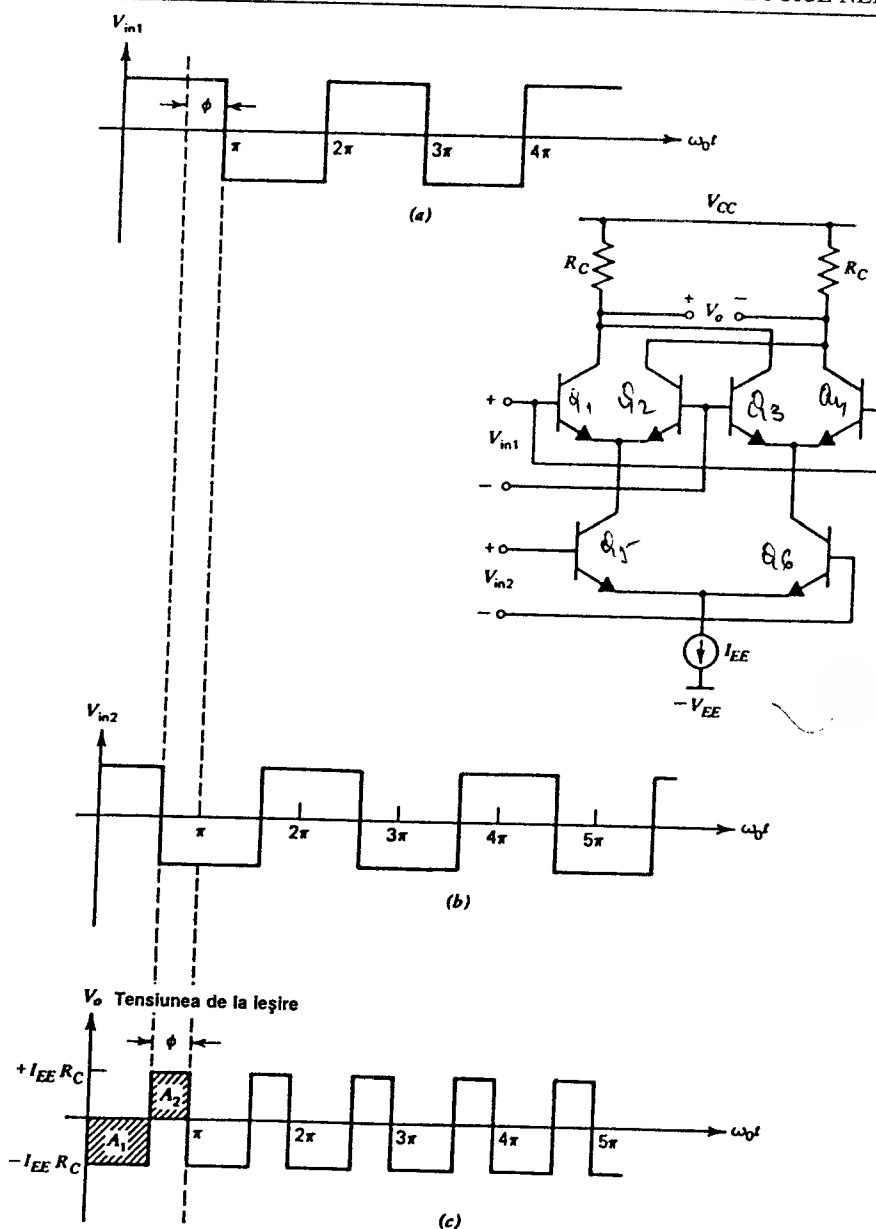 V_in1
ϕ
π
2π
3π
4π
ω₀t
(a)
V_CC
R_C
R_C
+ V_o −
Q1
Q2
Q3
Q4
+
V_in1
−
+
Q5
Q6
V_in2
−
I_EE
−V_EE
V_in2
π
2π
3π
4π
5π
ω₀t
(b)
V_o Tensiunea de la ieşire
ϕ
+I_EE R_C
A₂
A₁
π
2π
3π
4π
5π
ω₀t
−I_EE R_C
(c)